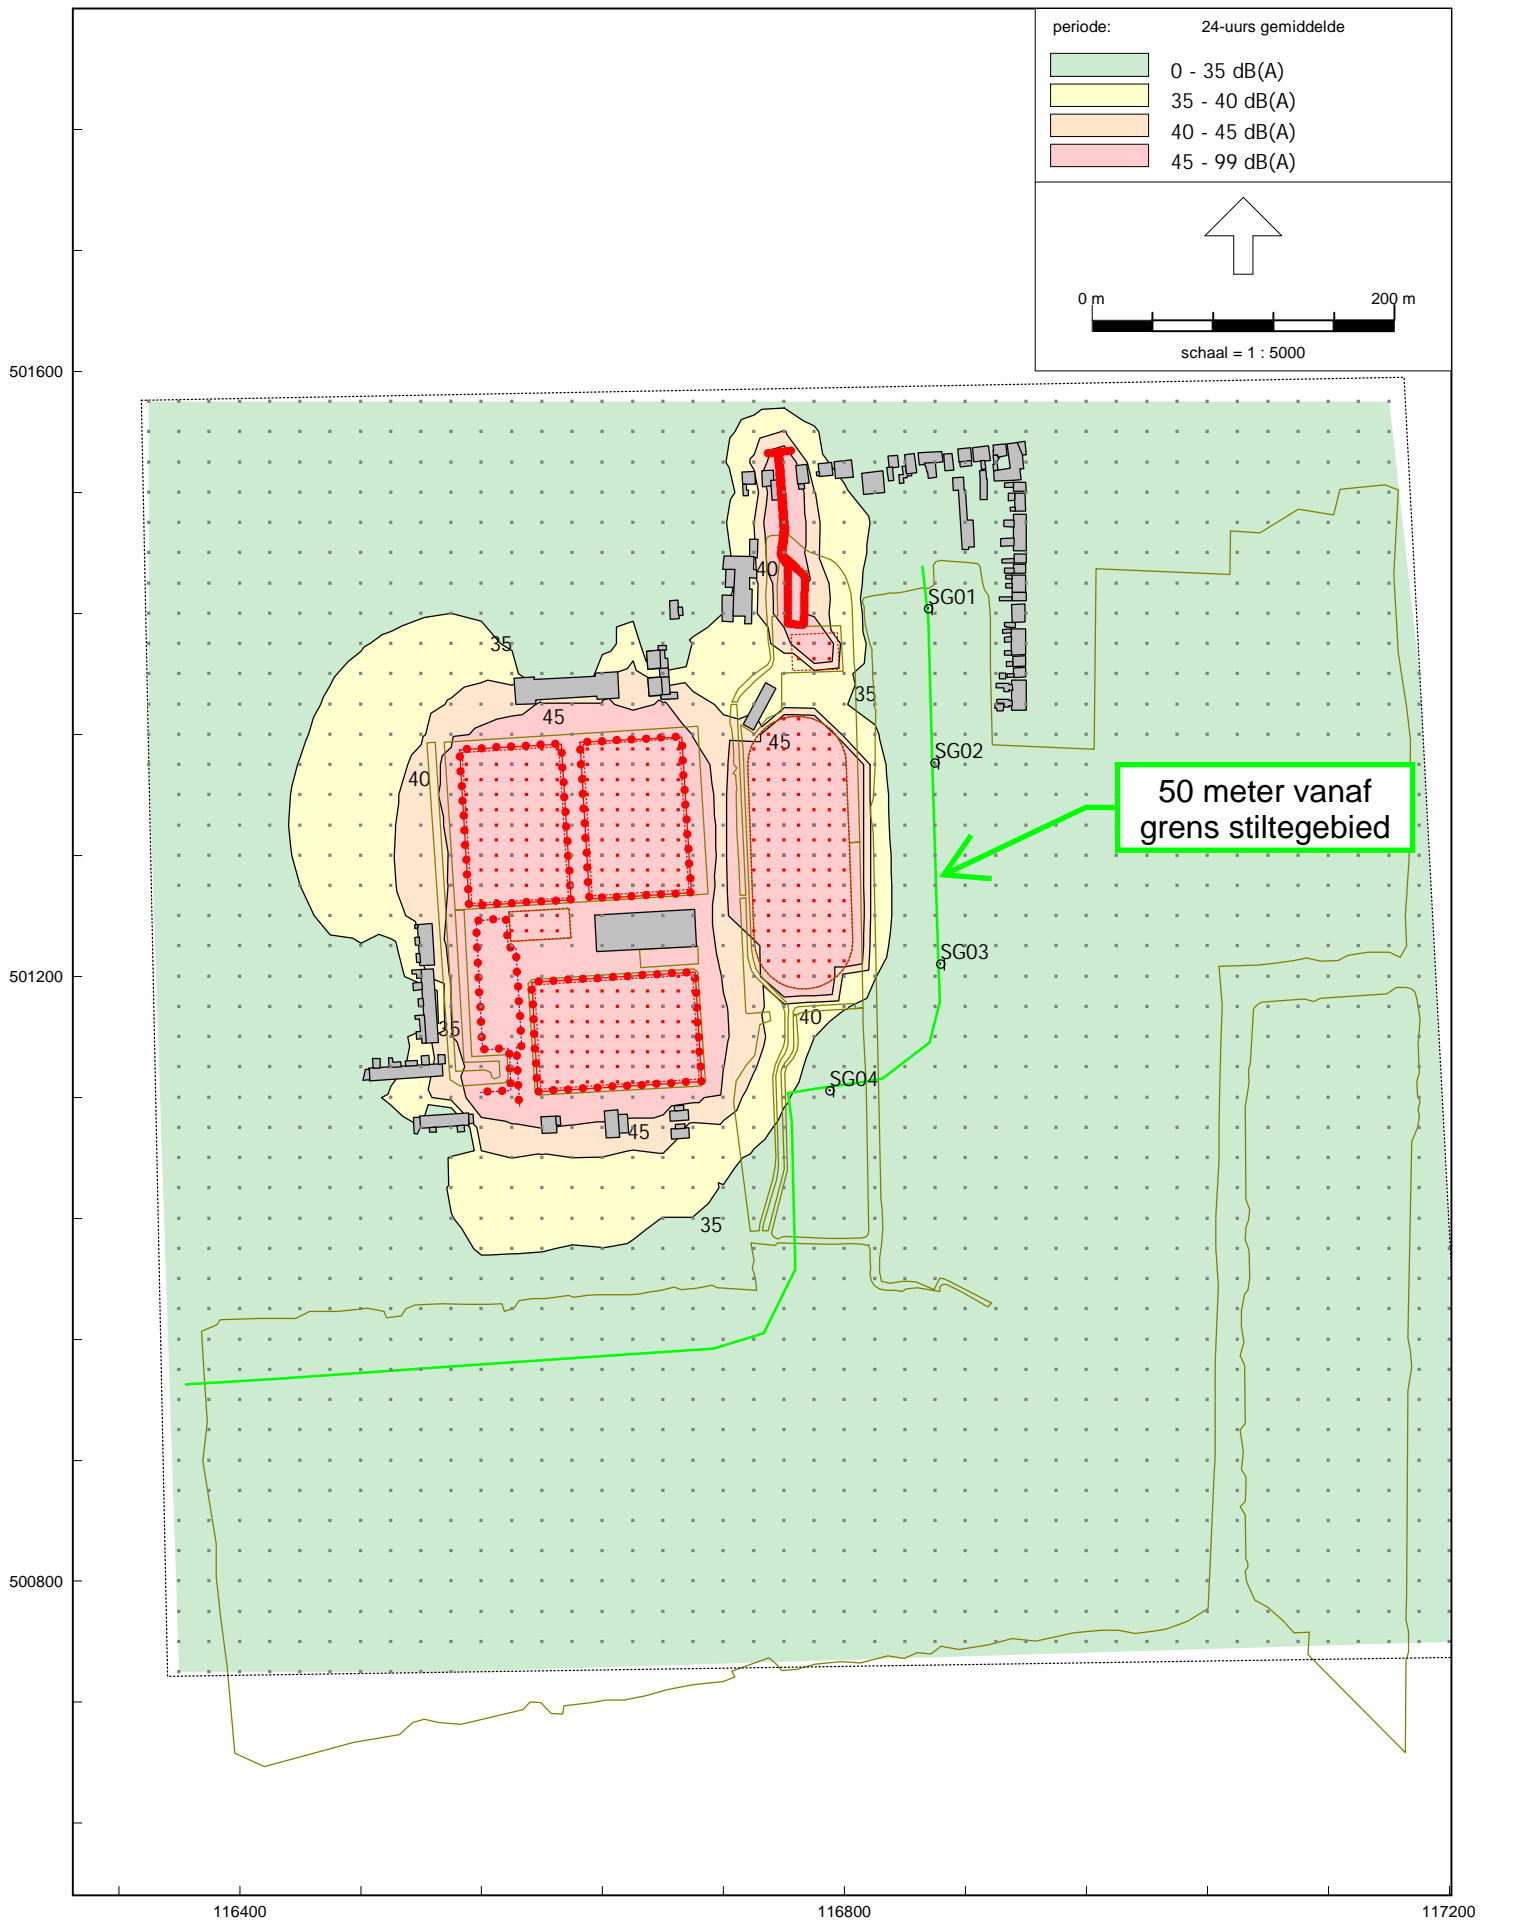 periode: 24-uurs gemiddelde
0 - 35 dB(A)
35 - 40 dB(A)
40 - 45 dB(A)
45 - 99 dB(A)
0 m 200 m
schaal = 1 : 5000
501600
40
SG01
35
35
45
45
SG02
40
50 meter vanaf
grens stiltegebied
SG03
501200
40
35
SG04
45
35
500800
116400 116800 117200